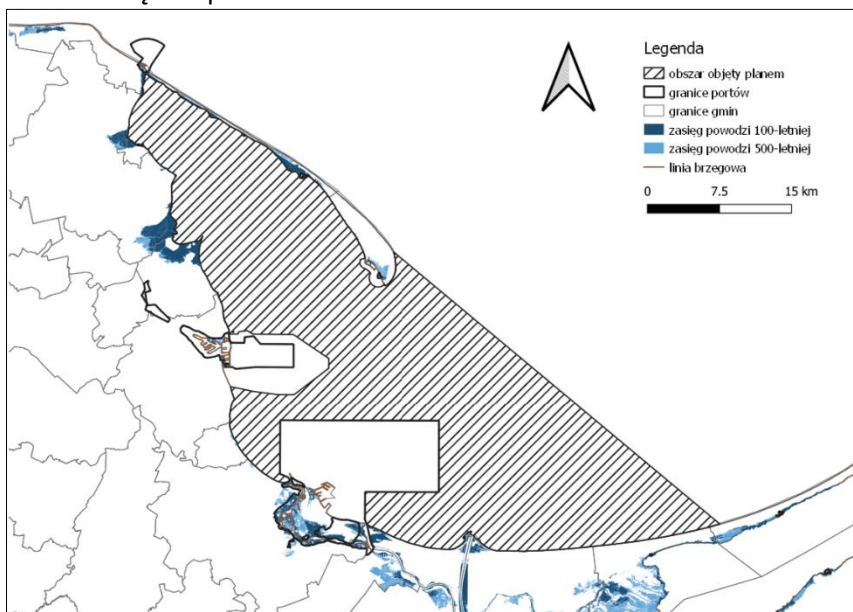 Legenda
obszar objęty planem
granice portów
granice gmin
zasięg powodzi 100-letniej
zasięg powodzi 500-letniej
linia brzegowa
0 7.5 15 km